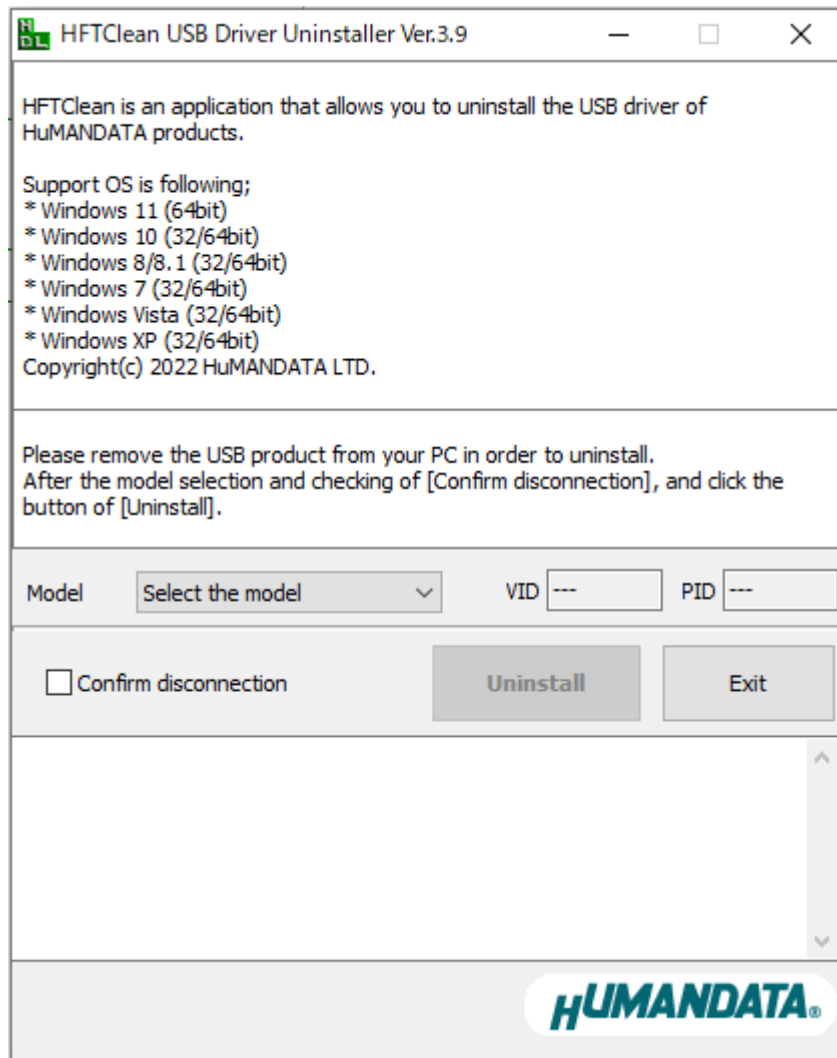 HDL
HFTClean USB Driver Uninstaller Ver.3.9
HFTClean is an application that allows you to uninstall the USB driver of
HuMANDATA products.
Support OS is following;
* Windows 11 (64bit)
* Windows 10 (32/64bit)
* Windows 8/8.1 (32/64bit)
* Windows 7 (32/64bit)
* Windows Vista (32/64bit)
* Windows XP (32/64bit)
Copyright(c) 2022 HuMANDATA LTD.
Please remove the USB product from your PC in order to uninstall.
After the model selection and checking of [Confirm disconnection], and click the
button of [Uninstall].
Model Select the model VID --- PID ---
Confirm disconnection Uninstall Exit
HUMANDATA®